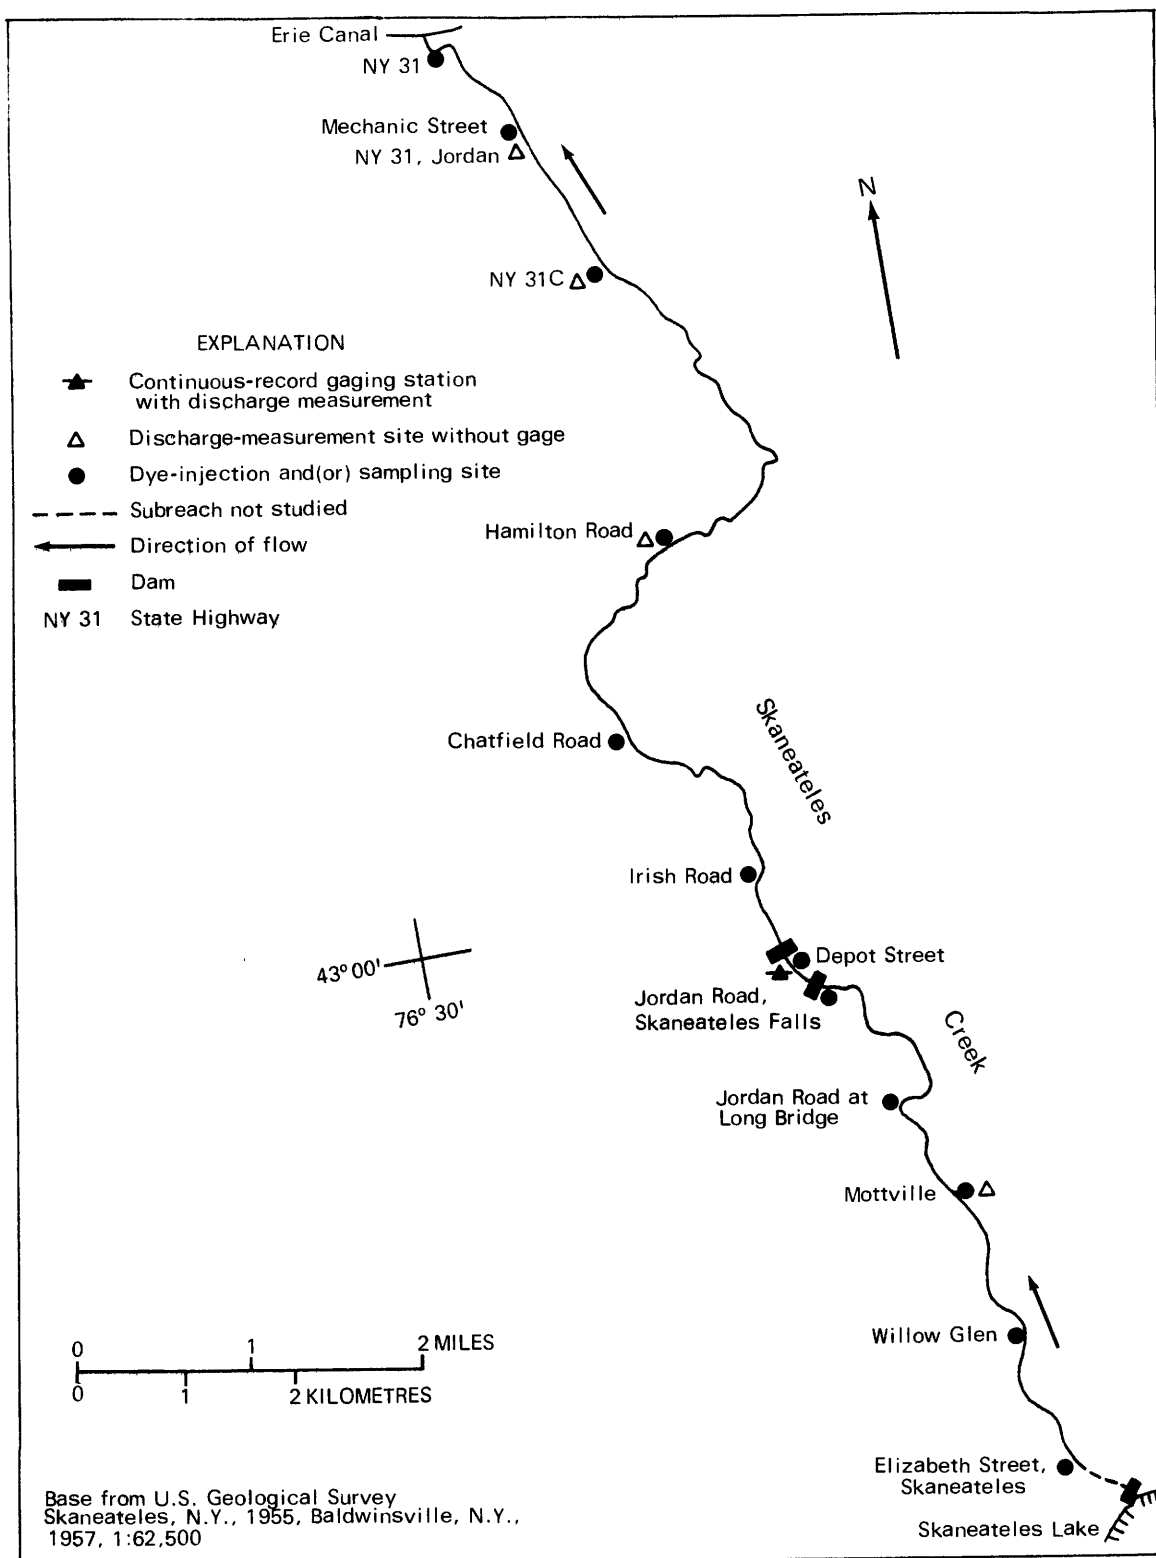 Erie Canal
NY 31
Mechanic Street
NY 31, Jordan
N
NY 31C
EXPLANATION
Continuous-record gaging station
with discharge measurement
Discharge-measurement site without gage
Dye-injection and(or) sampling site
Subreach not studied
Direction of flow
Dam
NY 31 State Highway
Hamilton Road
Chatfield Road
Skaneateles
Irish Road
Depot Street
43° 00'
76° 30'
Jordan Road,
Skaneateles Falls
Creek
Jordan Road at
Long Bridge
Mottville
Willow Glen
0 1 2 MILES
0 1 2 KILOMETRES
Elizabeth Street,
Skaneateles
Skaneateles Lake
Base from U.S. Geological Survey
Skaneateles, N.Y., 1955, Baldwinsville, N.Y.,
1957, 1:62,500